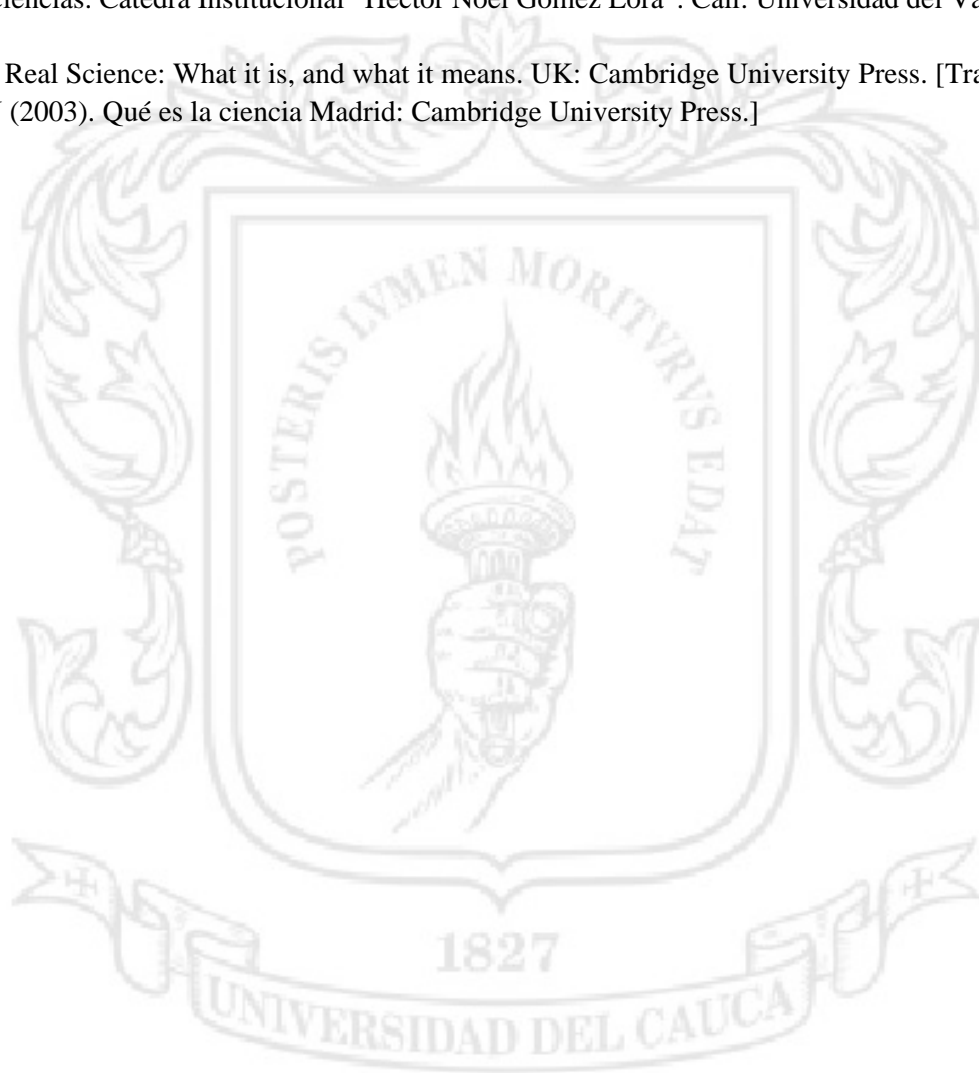 ciencias. Cátedra Institucional "Héctor Noel Gómez Lora". Cali: Universidad del
Real Science: What it is, and what it means. UK: Cambridge University Press.
(2003). Qué es la ciencia Madrid: Cambridge University Press.]
POSTERIS LVMEN MORITVRVS EDAT
1827
UNIVERSIDAD DEL CAUCA